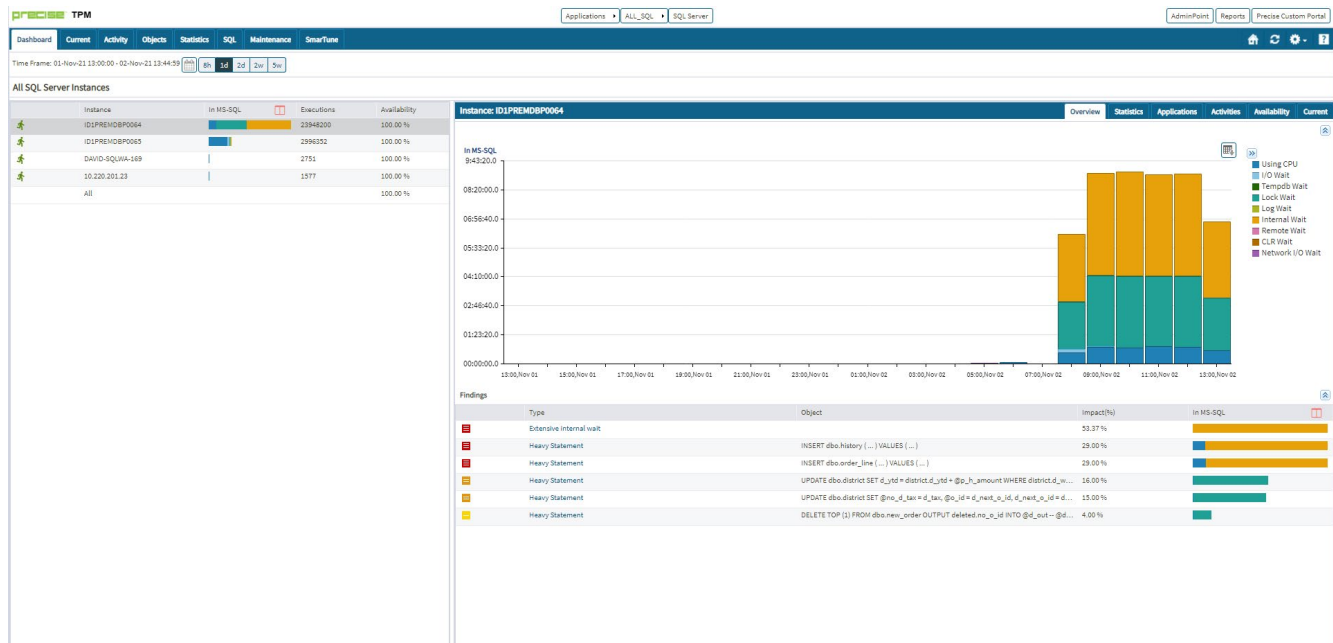 precise TPM
Applications ALL_SQL SQL Server
AdminPoint Reports Precise Custom Portal
Dashboard Current Activity Objects Statistics SQL Maintenance SmarTune
Time Frame: 01-Nov-21 13:00:00 - 02-Nov-21 13:44:59 8h 1d 2d 2w 5w
All SQL Server Instances
Instance In MS-SQL Executions Availability
ID1PREMDBP0064 23948200 100.00 %
ID1PREMDBP0065 2996352 100.00 %
DAVID-SQLWA-169 2751 100.00 %
10.220.201.23 1577 100.00 %
All 100.00 %
Instance: ID1PREMDBP0064
Overview Statistics Applications Activities Availability Current
In MS-SQL
9:43:20.0
08:20:00.0
06:56:40.0
05:33:20.0
04:10:00.0
02:46:40.0
01:23:20.0
00:00:00.0
13:00,Nov 01 15:00,Nov 01 17:00,Nov 01 19:00,Nov 01 21:00,Nov 01 23:00,Nov 01 01:00,Nov 02 03:00,Nov 02 05:00,Nov 02 07:00,Nov 02 09:00,Nov 02 11:00,Nov 02 13:00,Nov 02
Using CPU
I/O Wait
Tempdb Wait
Lock Wait
Log Wait
Internal Wait
Remote Wait
CLR Wait
Network I/O Wait
Findings
Type Object Impact(%) In MS-SQL
Extensive internal wait 53.37 %
Heavy Statement INSERT dbo.history ( ... ) VALUES ( ... ) 29.00 %
Heavy Statement INSERT dbo.order_line ( ... ) VALUES ( ... ) 29.00 %
Heavy Statement UPDATE dbo.district SET d_ytd = district.d_ytd + @p_h_amount WHERE district.d_w... 16.00 %
Heavy Statement UPDATE dbo.district SET @no_d_tax = d_tax, @o_id = d_next_o_id, d_next_o_id = d... 15.00 %
Heavy Statement DELETE TOP (1) FROM dbo.new_order OUTPUT deleted.no_o_id INTO @d_out -- @d... 4.00 %